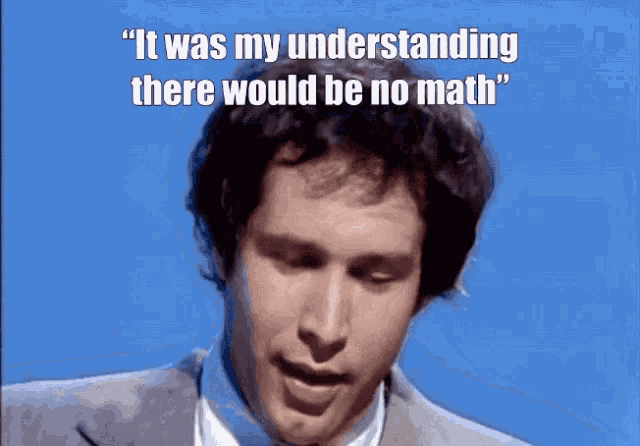 “It was my understanding
there would be no math”